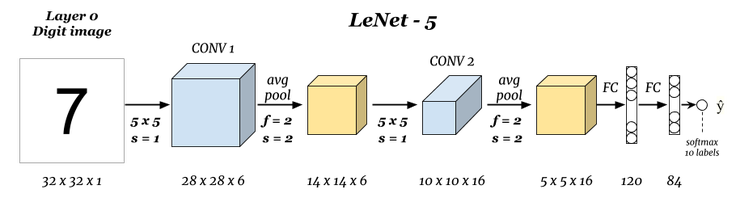 Layer 0
Digit image
LeNet - 5
7
CONV 1
CONV 2
avg
pool
avg
pool
FC
FC
5 x 5
s = 1
f = 2
s = 2
5 x 5
s = 1
f = 2
s = 2
ŷ
softmax
10 labels
32 x 32 x 1
28 x 28 x 6
14 x 14 x 6
10 x 10 x 16
5 x 5 x 16
120
84